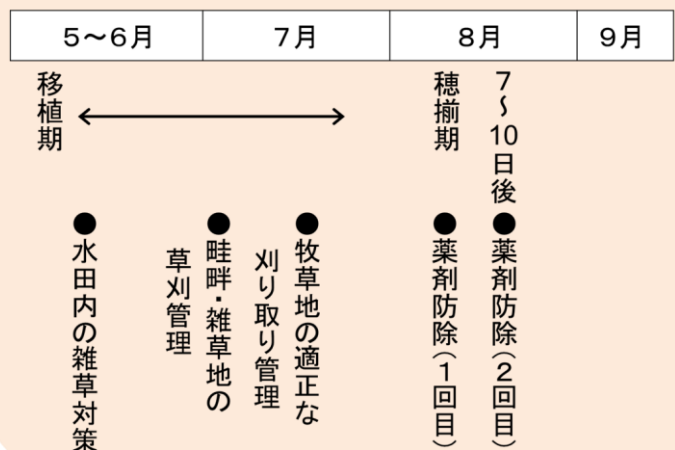 5～6月
7月
8月
9月
移植期
穂揃期
7～10日後
●水田内の雑草対策
●畦畔・雑草地の
草刈管理
●牧草地の適正な
刈り取り管理
●薬剤防除(1回目)
●薬剤防除(2回目)